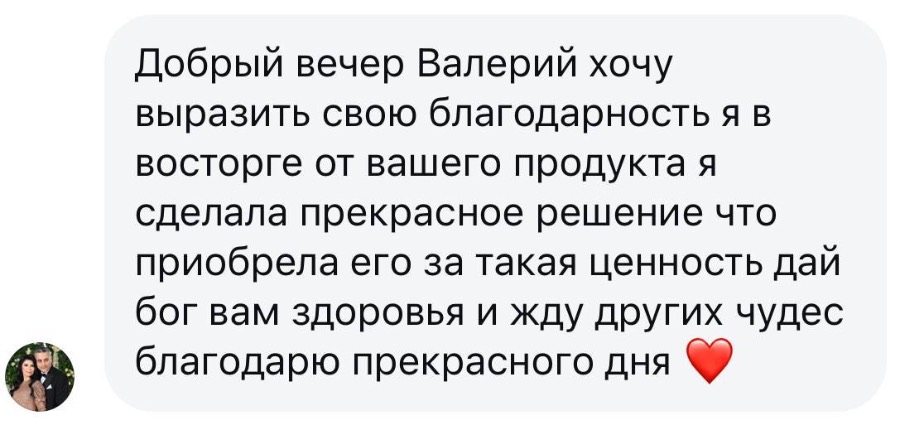 Добрый вечер Валерий хочу
выразить свою благодарность я в
восторге от вашего продукта я
сделала прекрасное решение что
приобрела его за такая ценность дай
бог вам здоровья и жду других чудес
благодарю прекрасного дня ❤️